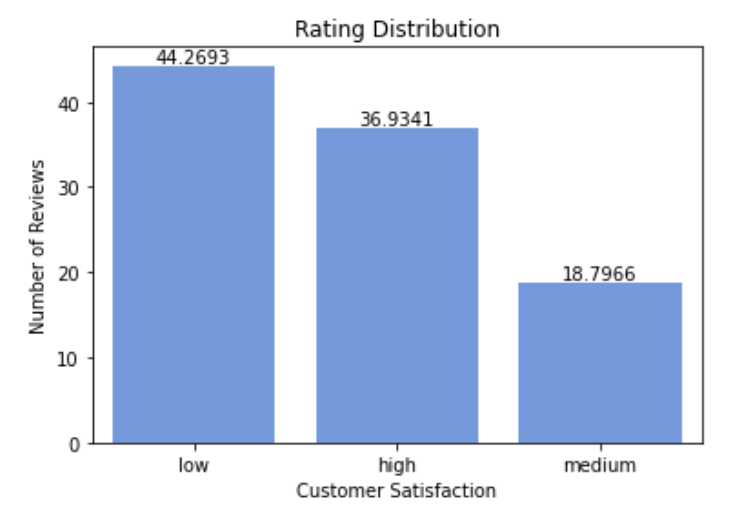 Rating Distribution
44.2693
36.9341
18.7966
Number of Reviews
40
30
20
10
0
low
high
medium
Customer Satisfaction